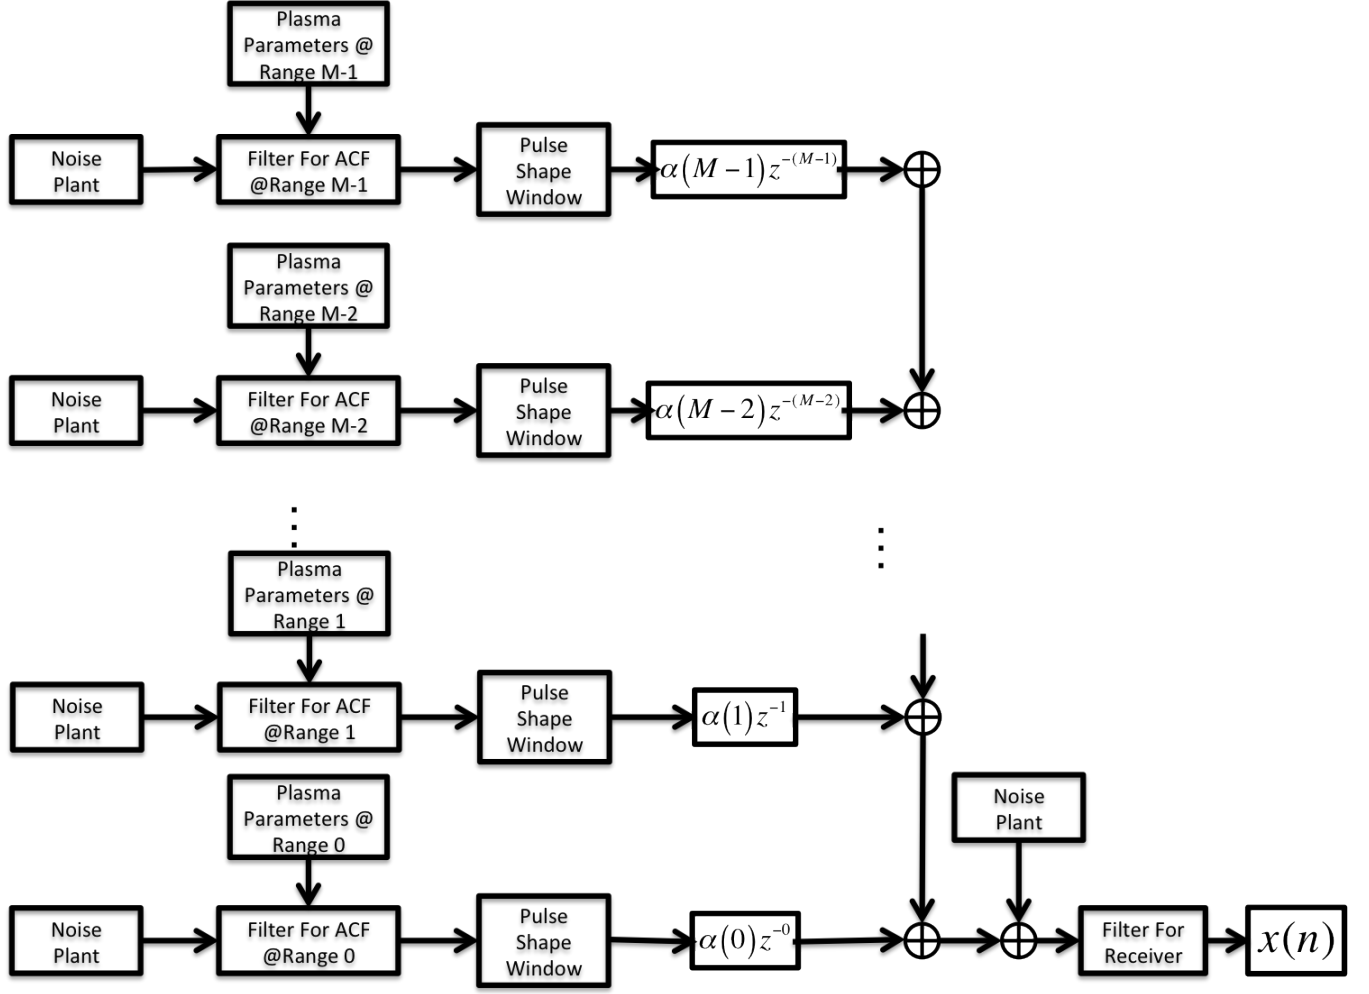 Plasma
Parameters @
Range M-1
Noise
Plant
Filter For ACF
@Range M-1
Pulse
Shape
Window
α(M − 1)z^{-(M-1)}
Plasma
Parameters @
Range M-2
Noise
Plant
Filter For ACF
@Range M-2
Pulse
Shape
Window
α(M − 2)z^{-(M-2)}
Plasma
Parameters @
Range 1
Noise
Plant
Filter For ACF
@Range 1
Pulse
Shape
Window
α(1)z^{-1}
Plasma
Parameters @
Range 0
Noise
Plant
Noise
Plant
Filter For ACF
@Range 0
Pulse
Shape
Window
α(0)z^{-0}
Filter For
Receiver
x(n)